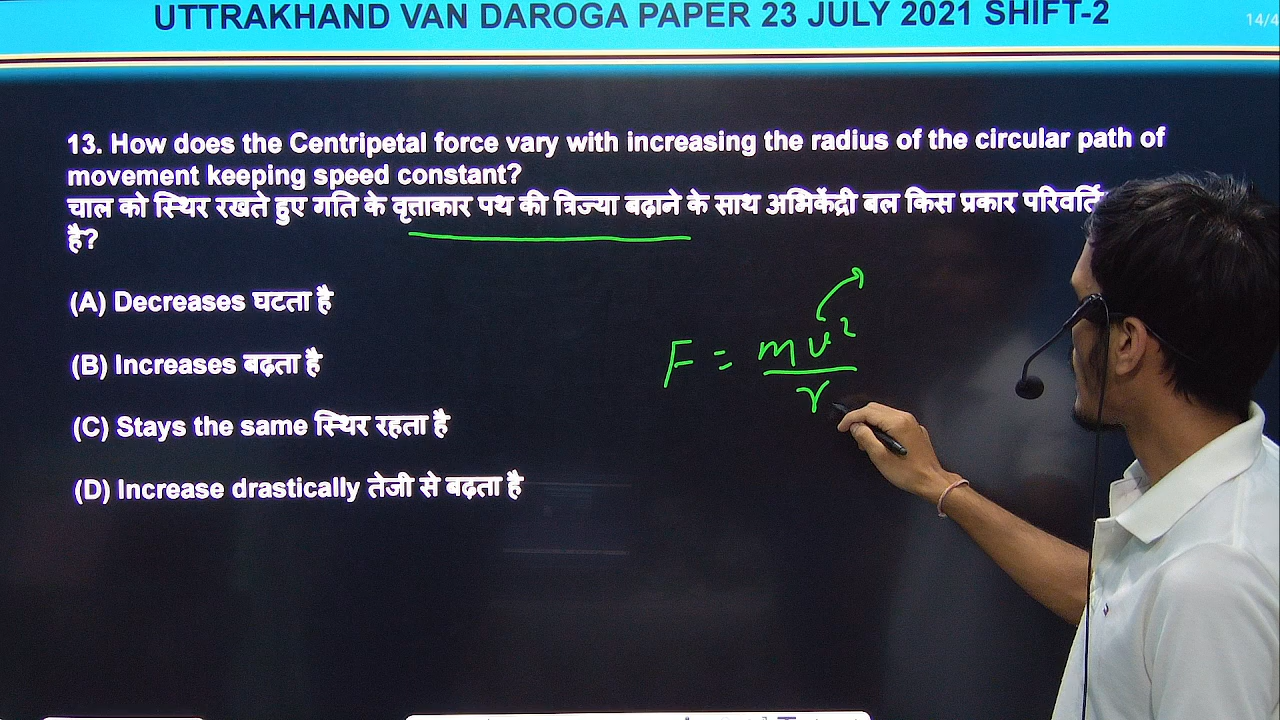 UTTRAKHAND VAN DAROGA PAPER 23 JULY 2021 SHIFT-2
14/4
13. How does the Centripetal force vary with increasing the radius of the circular path of
movement keeping speed constant?
चाल को स्थिर रखते हुए गति के वृत्ताकार पथ की त्रिज्या बढ़ाने के साथ अभिकेंद्री बल किस प्रकार
है?
(A) Decreases घटता है
(B) Increases बढ़ता है
(C) Stays the same स्थिर रहता है
(D) Increase drastically तेजी से बढ़ता है
F = mv²
r